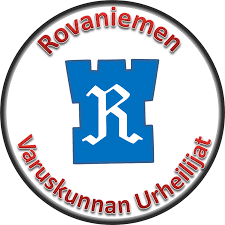 Rovaniemen
R
Varuskunnan Urheilijat